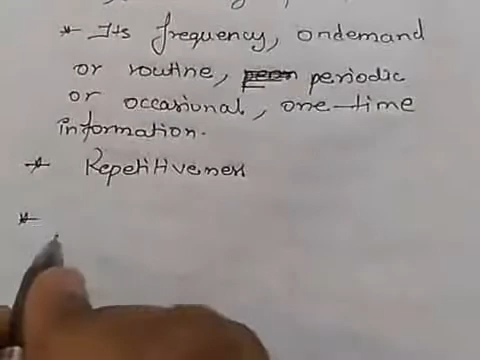 * Its frequency, ondemand
or routine, periodic
or occasional, one-time
information.
* Repetitiveness
*